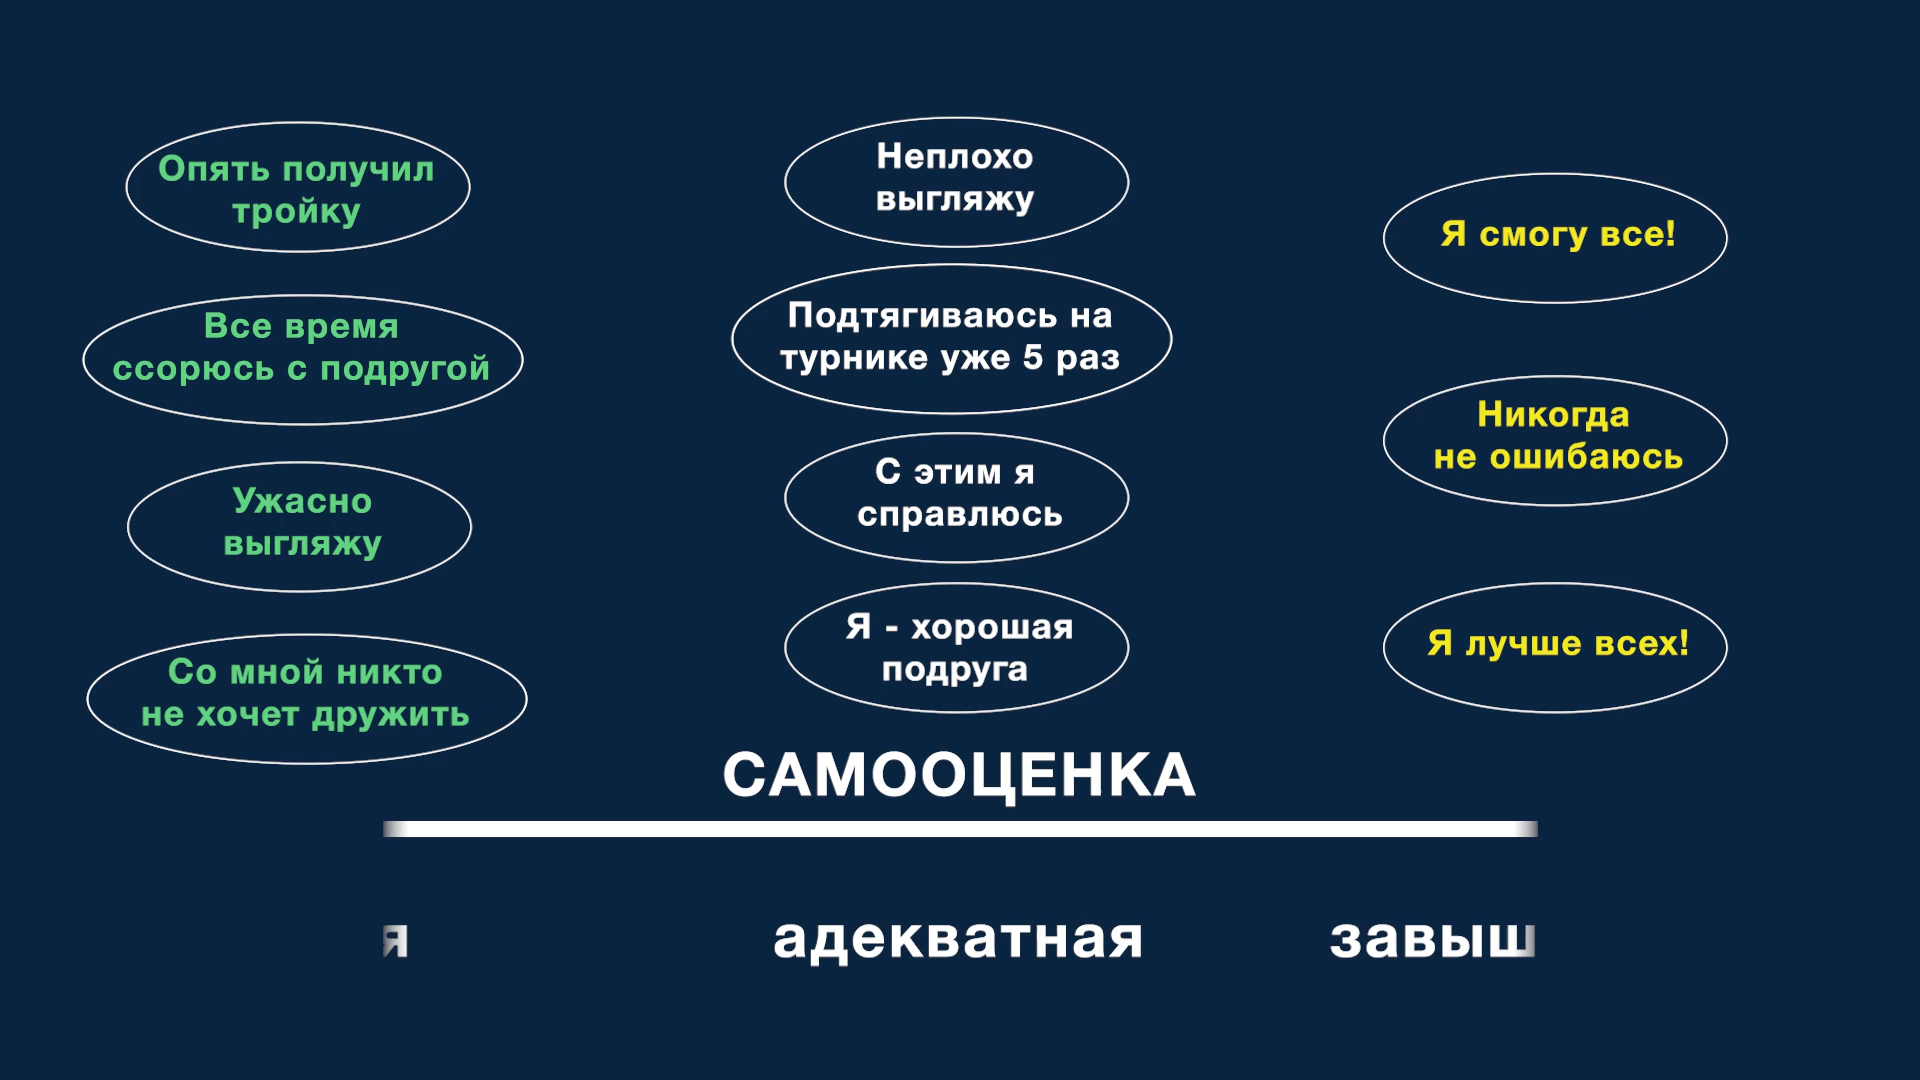 Опять получил
тройку
Все время
ссорюсь с подругой
Ужасно
выгляжу
Со мной никто
не хочет дружить
Неплохо
выгляжу
Подтягиваюсь на
турнике уже 5 раз
С этим я
справлюсь
Я - хорошая
подруга
Я смогу все!
Никогда
не ошибаюсь
Я лучше всех!
САМООЦЕНКА
я
адекватная
завыш